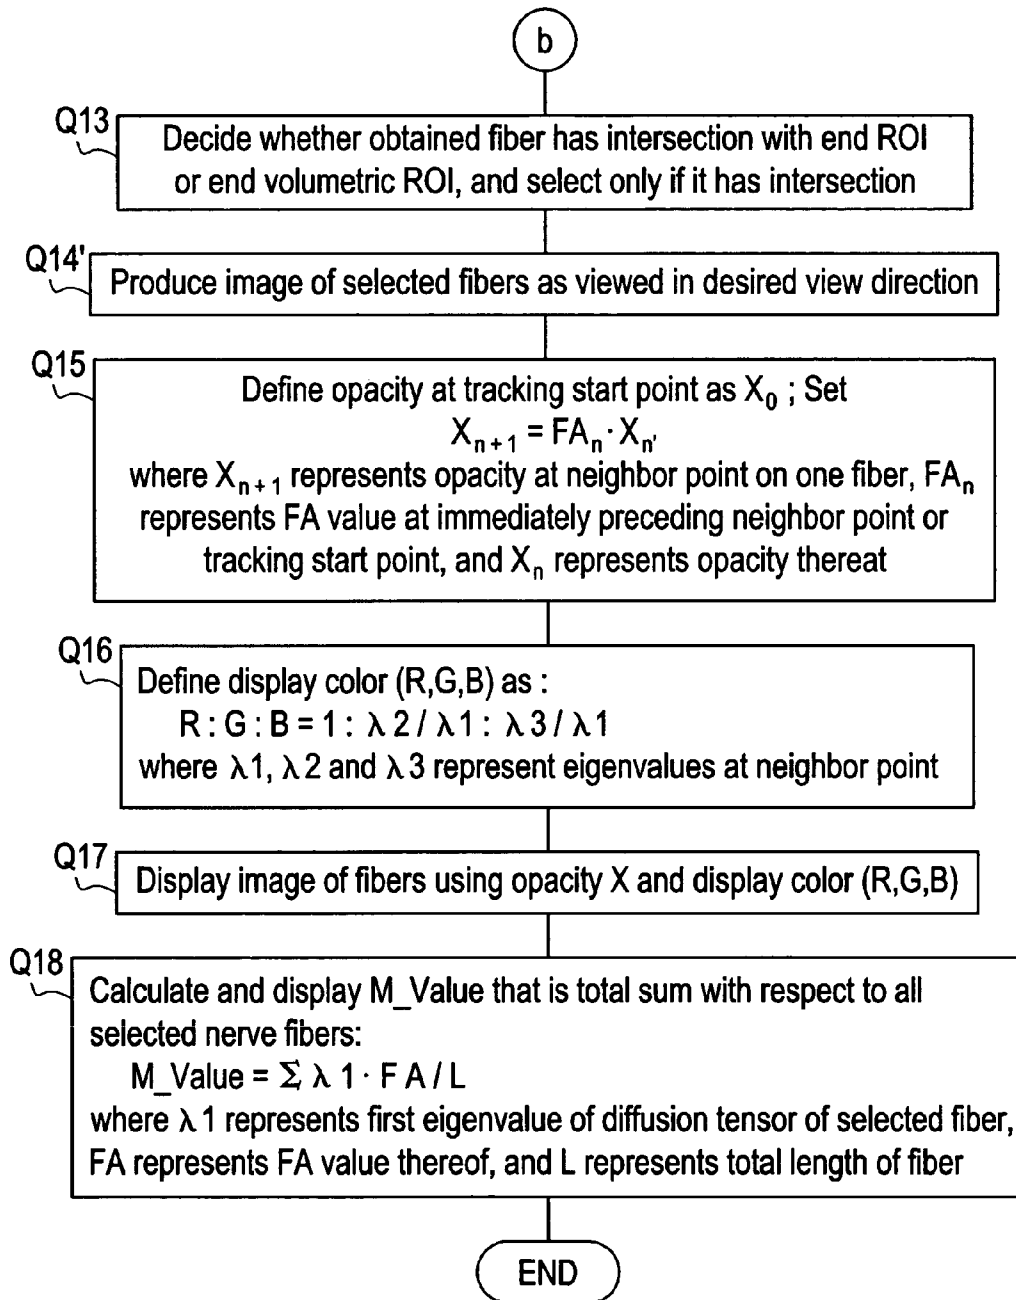 b
Q13
Decide whether obtained fiber has intersection with end ROI
or end volumetric ROI, and select only if it has intersection
Q14'
Produce image of selected fibers as viewed in desired view direction
Q15
Define opacity at tracking start point as X₀ ; Set
Xₙ₊₁ = FAₙ · Xₙ'
where Xₙ₊₁ represents opacity at neighbor point on one fiber, FAₙ
represents FA value at immediately preceding neighbor point or
tracking start point, and Xₙ represents opacity thereat
Q16
Define display color (R,G,B) as :
R : G : B = 1 : λ2 / λ1 : λ3 / λ1
where λ1, λ2 and λ3 represent eigenvalues at neighbor point
Q17
Display image of fibers using opacity X and display color (R,G,B)
Q18
Calculate and display M_Value that is total sum with respect to all
selected nerve fibers:
M_Value = Σ λ 1 · F A / L
where λ1 represents first eigenvalue of diffusion tensor of selected fiber,
FA represents FA value thereof, and L represents total length of fiber
END